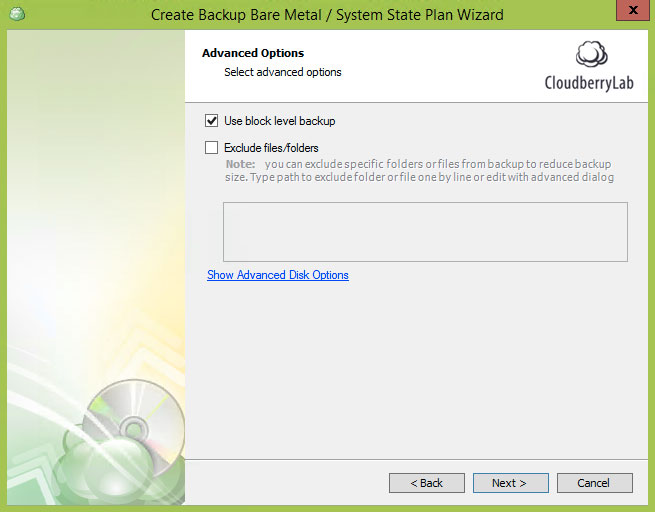 Create Backup Bare Metal / System State Plan Wizard
x
Advanced Options
Select advanced options
CloudberryLab
Use block level backup
Exclude files/folders
Note: you can exclude specific folders or files from backup to reduce backup
size. Type path to exclude folder or file one by line or edit with advanced dialog
Show Advanced Disk Options
< Back
Next >
Cancel